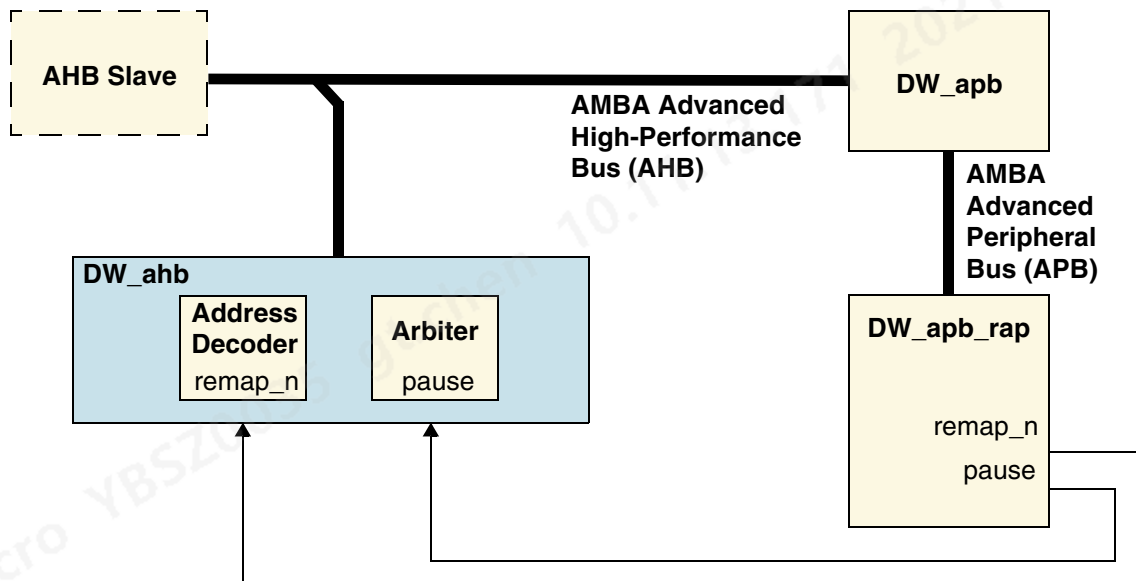 AHB Slave
DW_apb
AMBA Advanced
High-Performance
Bus (AHB)
AMBA
Advanced
Peripheral
Bus (APB)
DW_ahb
Address
Decoder
remap_n
Arbiter
pause
DW_apb_rap
remap_n
pause